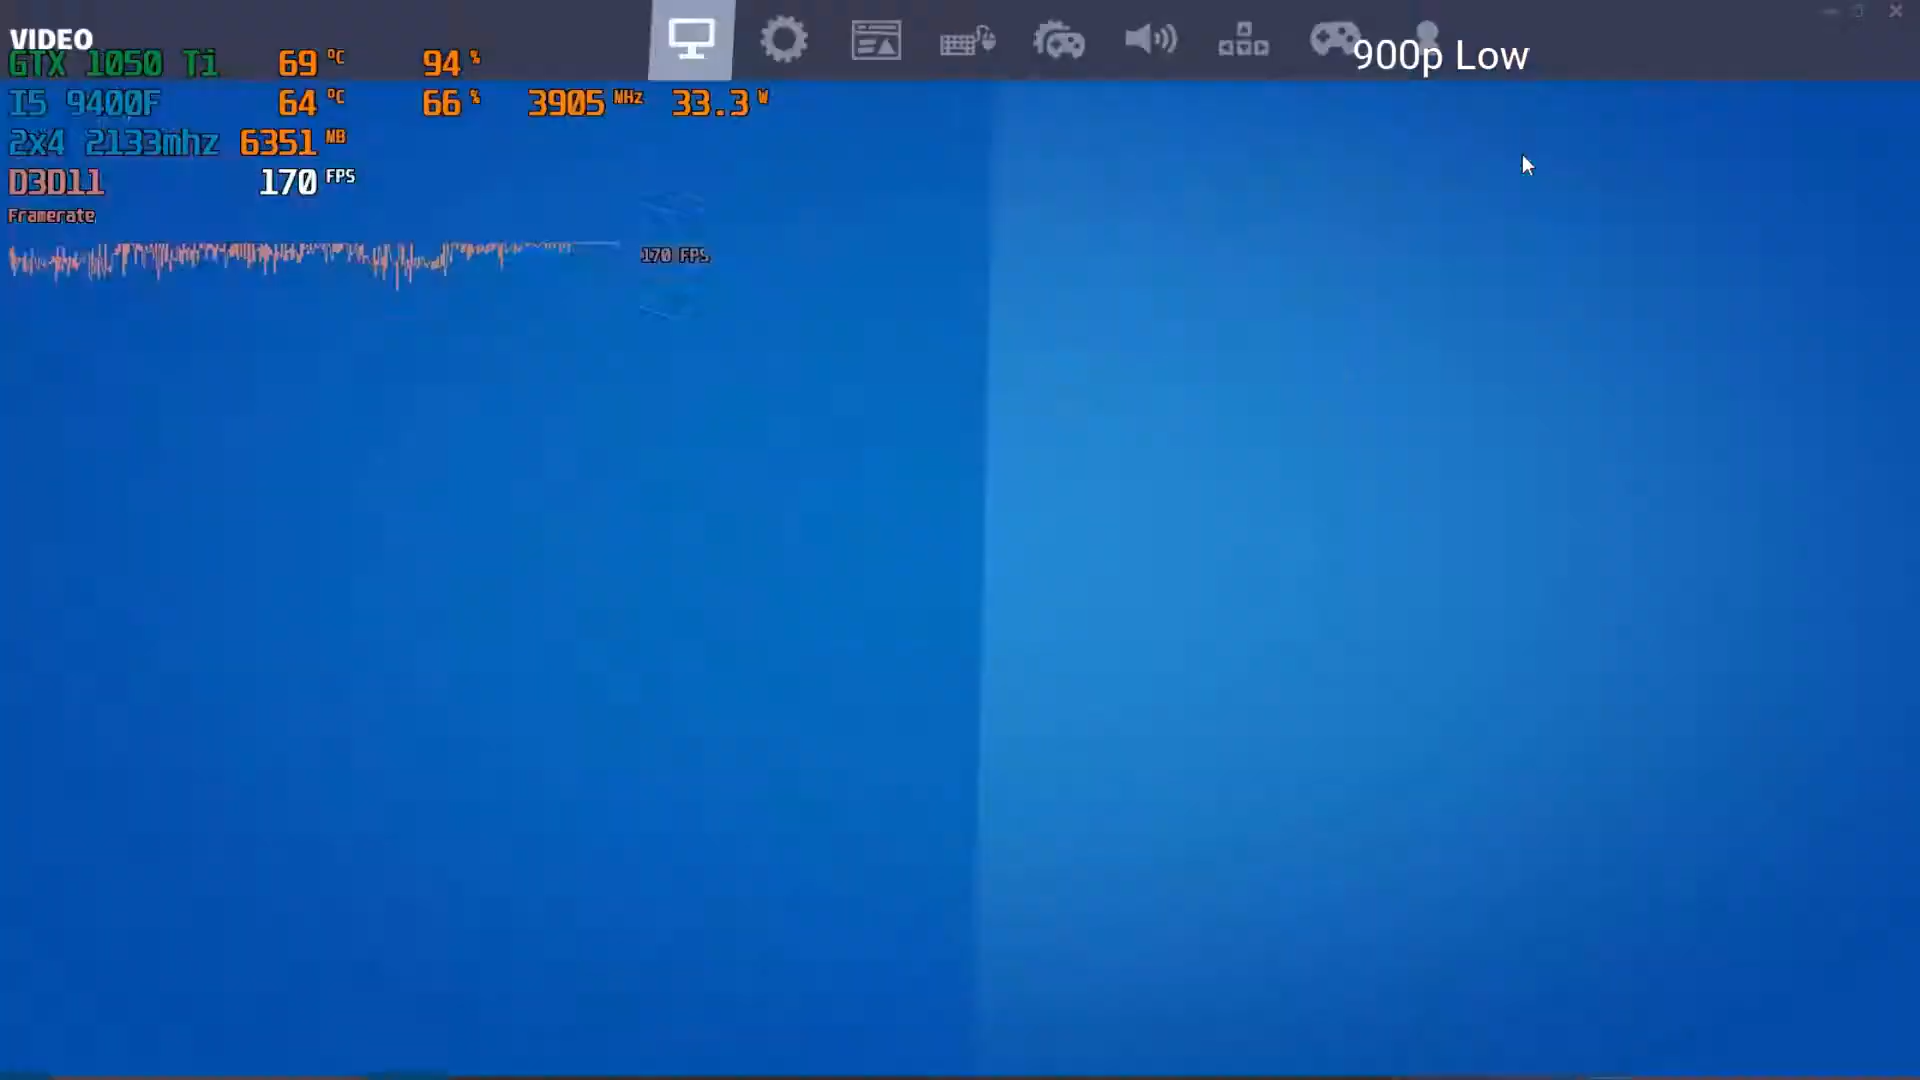 VIDEO
900p Low
GTX 1050 Ti 69 °C 94 %
I5 9400F 64 °C 66 % 3905 MHz 33.3 W
2x4 2133mhz 6351 MB
D3D11 170 FPS
Framerate
170 FPS